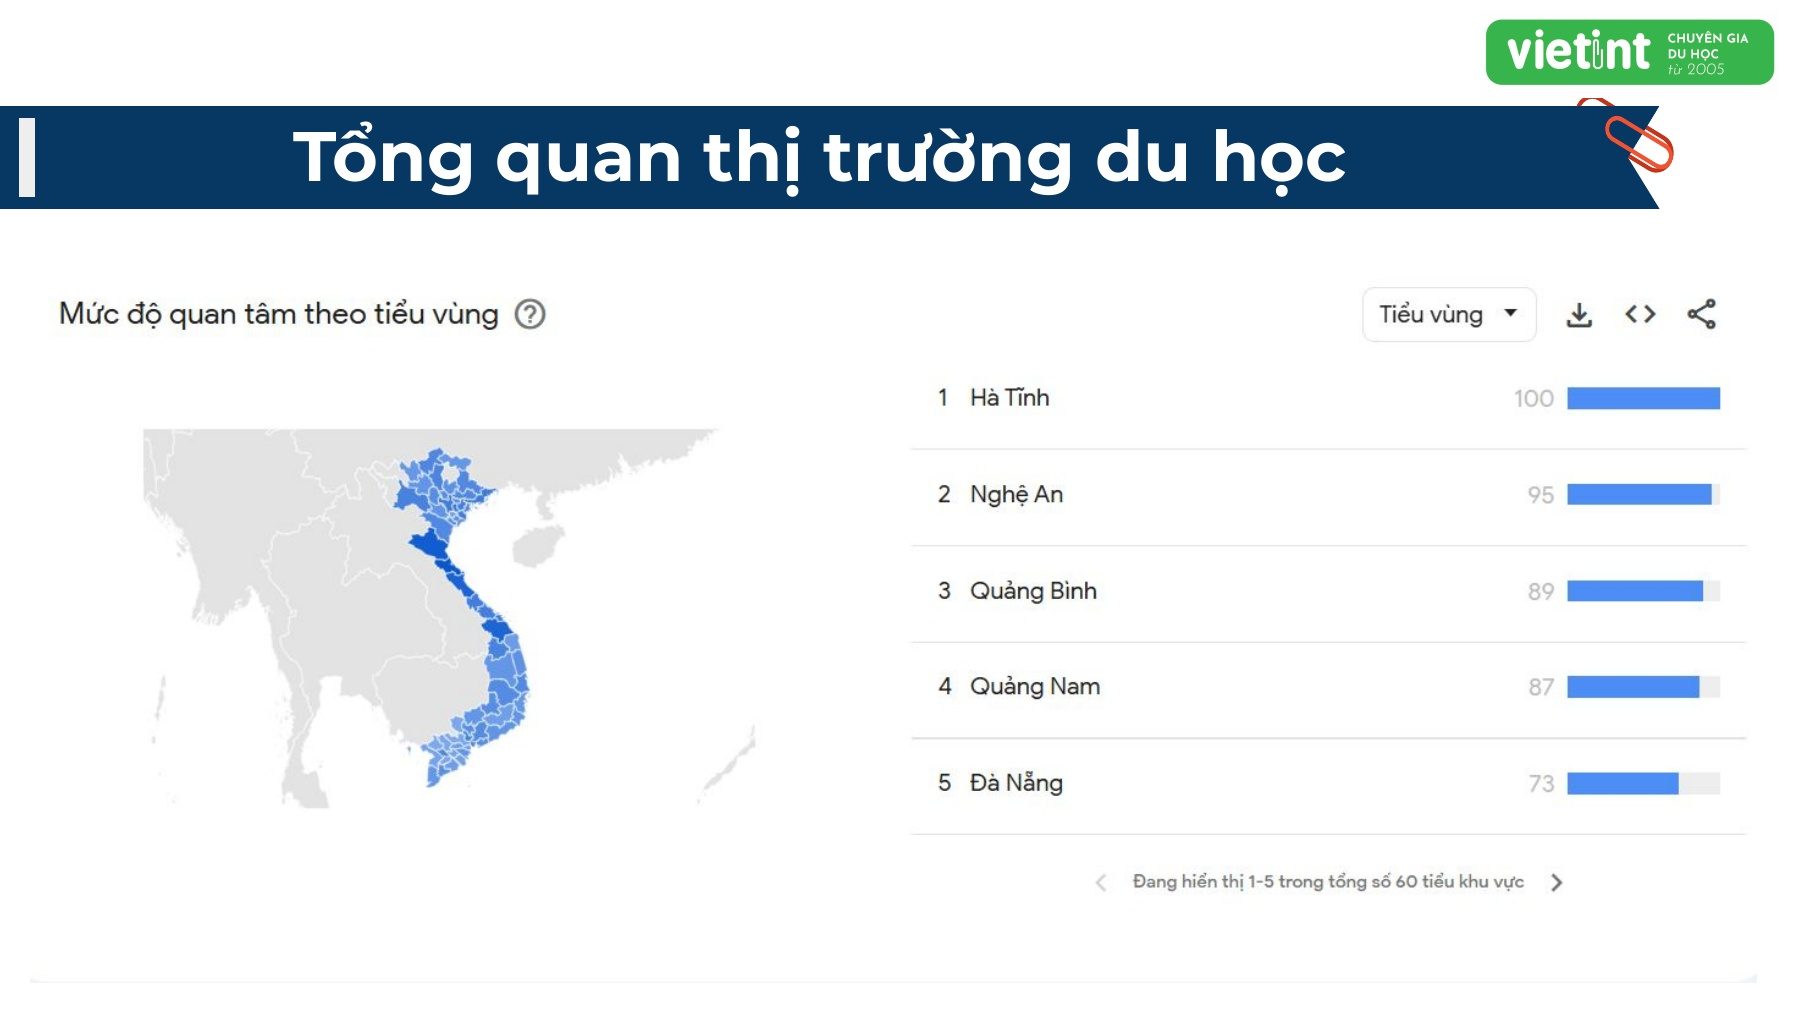 vietint
CHUYÊN GIA
DU HỌC
từ 2005
Tổng quan thị trường du học
Mức độ quan tâm theo tiểu vùng
Tiểu vùng
1 Hà Tĩnh 100
2 Nghệ An 95
3 Quảng Bình 89
4 Quảng Nam 87
5 Đà Nẵng 73
Đang hiển thị 1-5 trong tổng số 60 tiểu khu vực